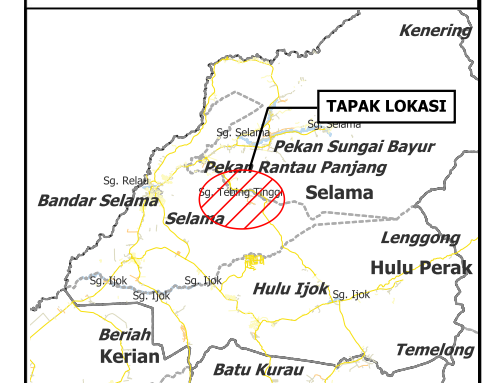 Kenering
TAPAK LOKASI
Sg. Selama
Sg. Selama
Pekan Sungai Bayur
Pekan Rantau Panjang
Sg. Relau
Sg. Tebing Tinggi
Selama
Bandar Selama
Selama
Lenggong
Hulu Perak
Sg. Ijok
Sg. Ijok
Sg. Ijok
Hulu Ijok
Sg. Ijok
Beriah
Kerian
Temelong
Batu Kurau